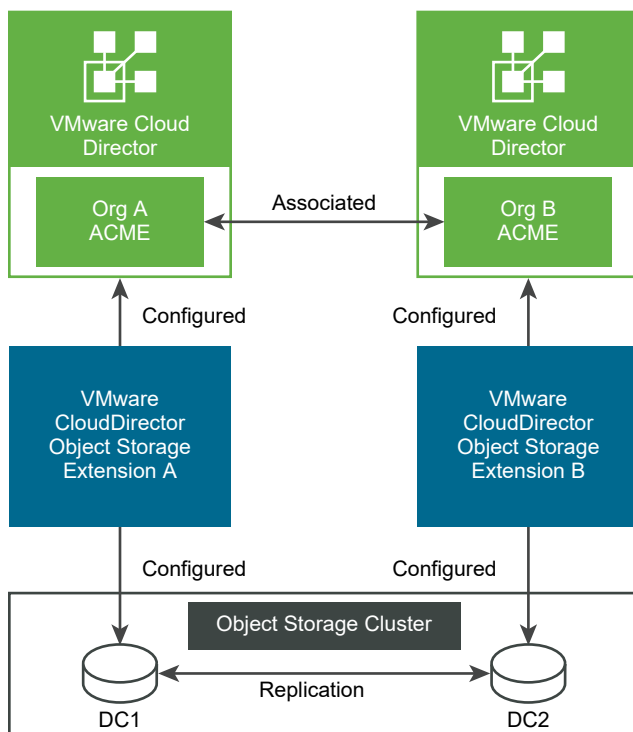 VMware Cloud
Director
VMware Cloud
Director
Org A
ACME
Associated
Org B
ACME
Configured
Configured
VMware
CloudDirector
Object Storage
Extension A
VMware
CloudDirector
Object Storage
Extension B
Configured
Configured
Object Storage Cluster
Replication
DC1
DC2